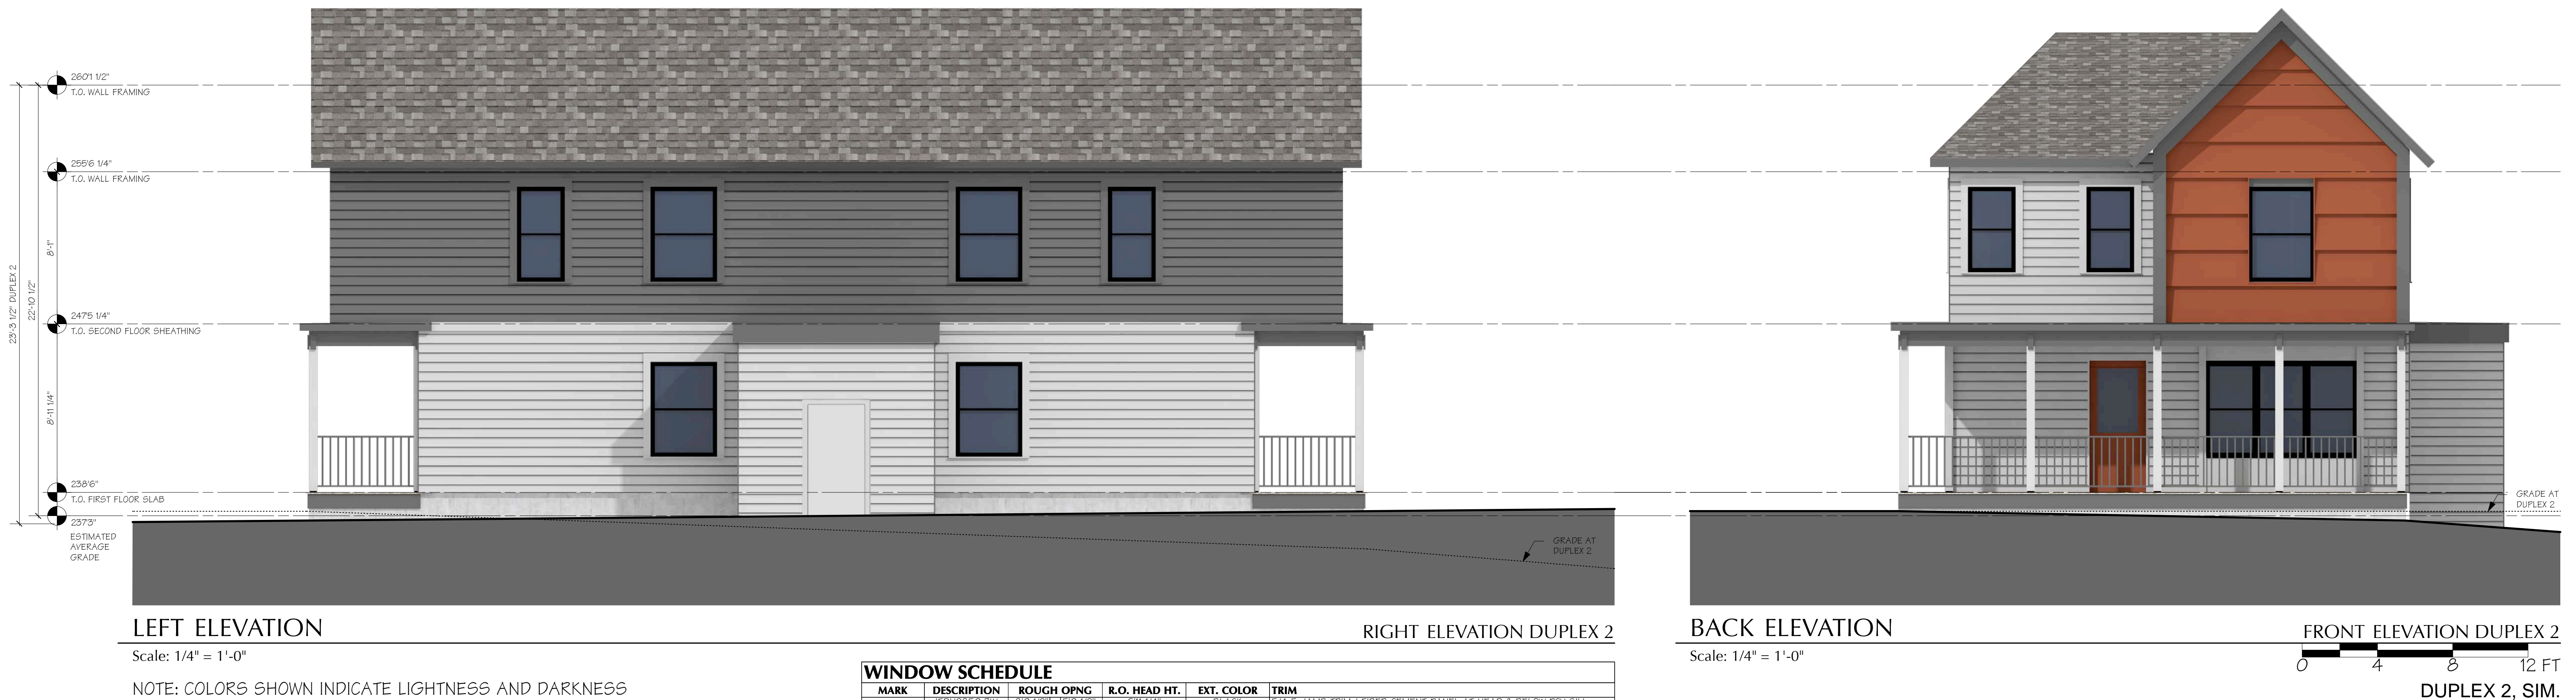 260'1 1/2"
T.O. WALL FRAMING
255'6 1/4"
T.O. WALL FRAMING
8'-1"
23'-3 1/2" DUPLEX 2
22'-10 1/2"
247'5 1/4"
T.O. SECOND FLOOR SHEATHING
8'-11 1/4"
238'6"
T.O. FIRST FLOOR SLAB
237'3"
ESTIMATED
AVERAGE
GRADE
GRADE AT
DUPLEX 2
GRADE AT
DUPLEX 2
LEFT ELEVATION
RIGHT ELEVATION DUPLEX 2
Scale: 1/4" = 1'-0"
NOTE: COLORS SHOWN INDICATE LIGHTNESS AND DARKNESS
WINDOW SCHEDULE
MARK DESCRIPTION ROUGH OPNG R.O. HEAD HT. EXT. COLOR TRIM
BACK ELEVATION
FRONT ELEVATION DUPLEX 2
Scale: 1/4" = 1'-0"
0 4 8 12 FT
DUPLEX 2, SIM.